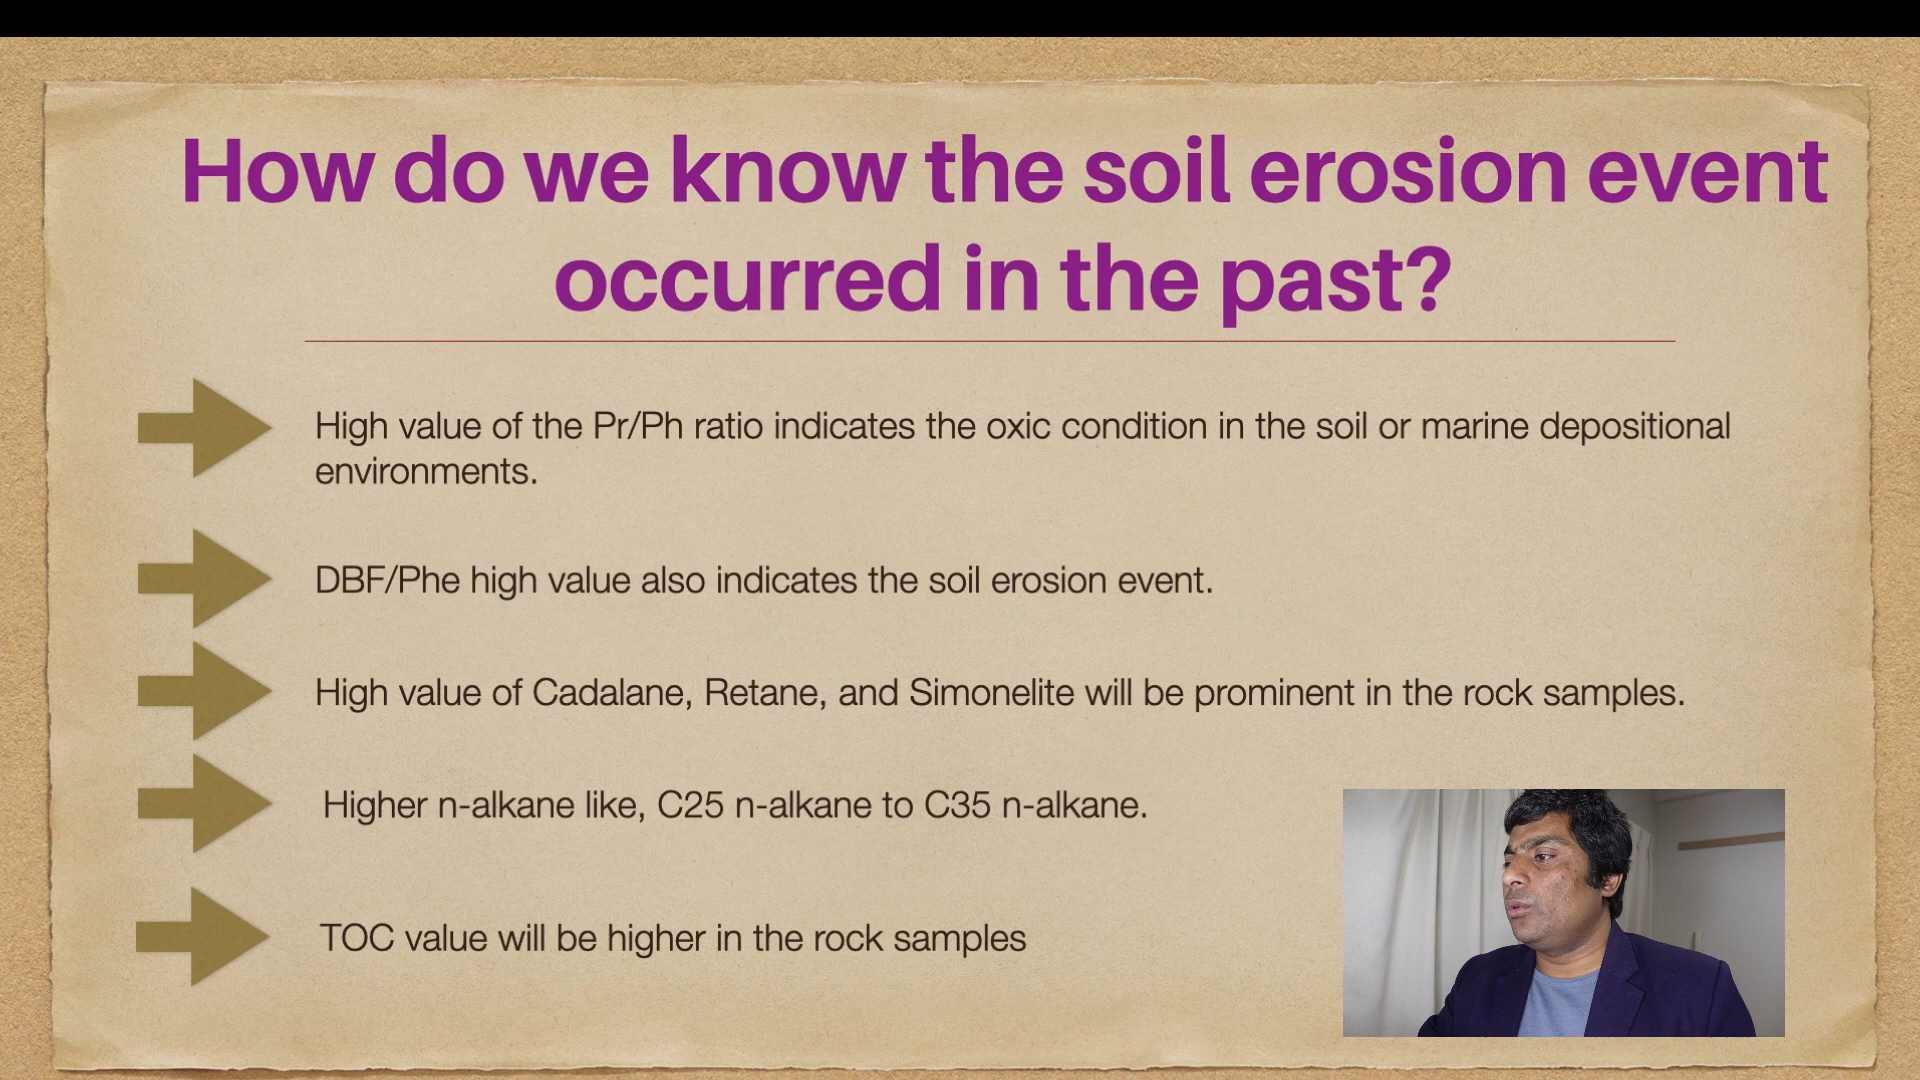 How do we know the soil erosion event
occurred in the past?
High value of the Pr/Ph ratio indicates the oxic condition in the soil or marine depositional
environments.
DBF/Phe high value also indicates the soil erosion event.
High value of Cadalane, Retane, and Simonelite will be prominent in the rock samples.
Higher n-alkane like, C25 n-alkane to C35 n-alkane.
TOC value will be higher in the rock samples